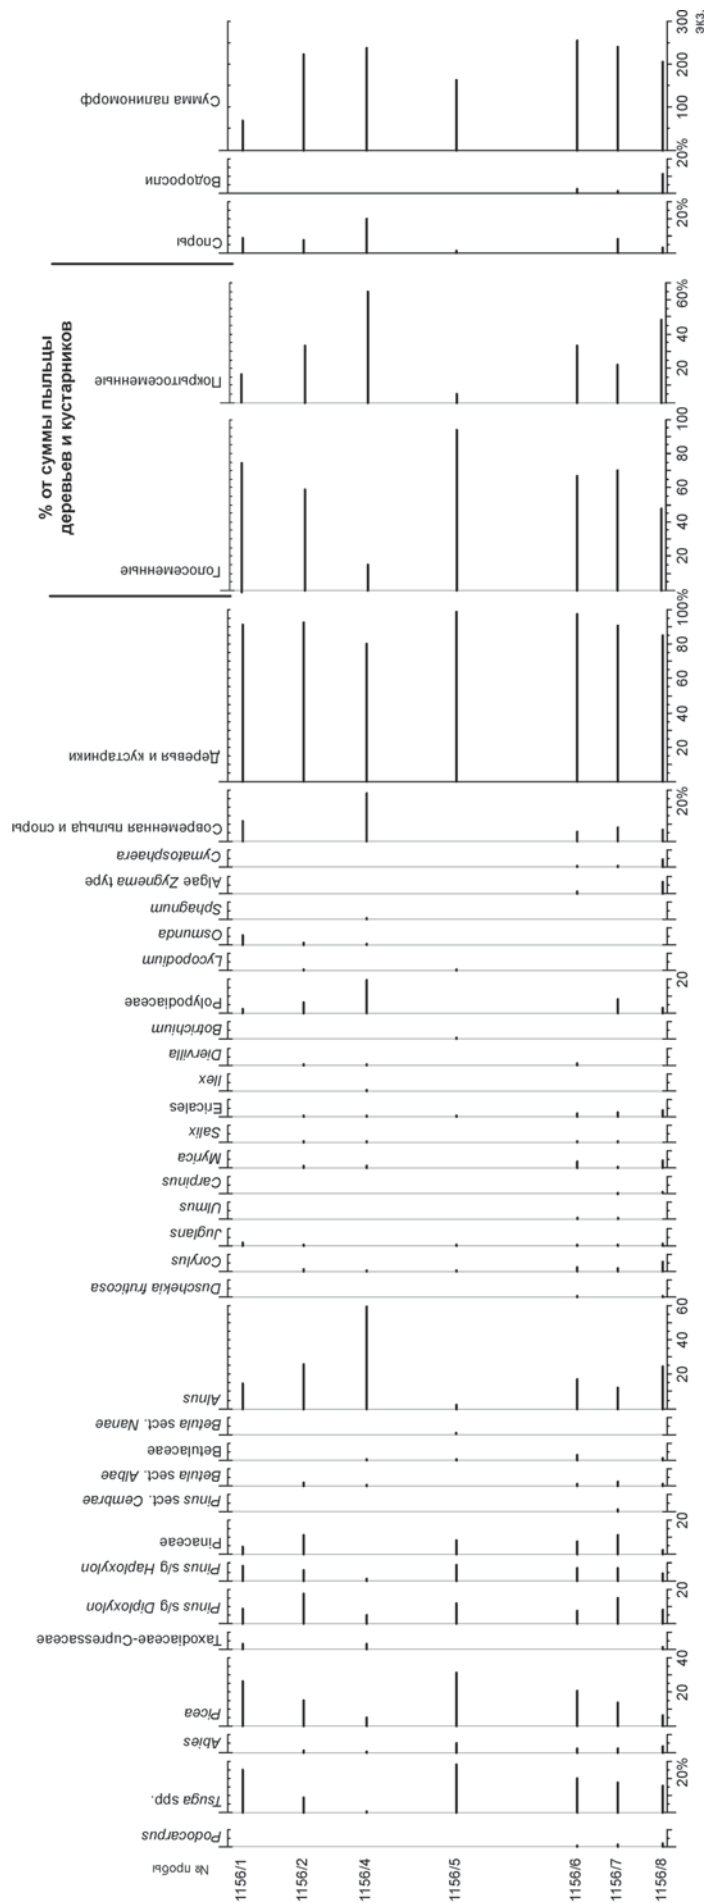 % от суммы пыльцы
деревьев и кустарников
№ пробы
Podocarpus
Tsuga spp.
Abies
Picea
Taxodiaceae-Cupressaceae
Pinus s/g Diploxylon
Pinus s/g Haploxylon
Pinaceae
Pinus sect. Cembrae
Betula sect. Albae
Betulaceae
Betula sect. Nanae
Alnus
Duschekia fruticosa
Corylus
Juglans
Ulmus
Carpinus
Myrica
Salix
Ericales
Ilex
Diervilla
Botrichium
Polypodiaceae
Lycopodium
Osmunda
Sphagnum
Algae Zygnema type
Cymatosphaera
Современная пыльца и споры
Деревья и кустарники
Голосеменные
Покрытосеменные
Споры
Водоросли
Сумма палиноморф
1156/1
1156/2
1156/4
1156/5
1156/6
1156/7
1156/8
20%
20 40
20
20
20 40 60
20
20%
20 40 60 80 100%
% 20 40 60 80 100
20 40 60%
20%
20%
100 200 300
экз.